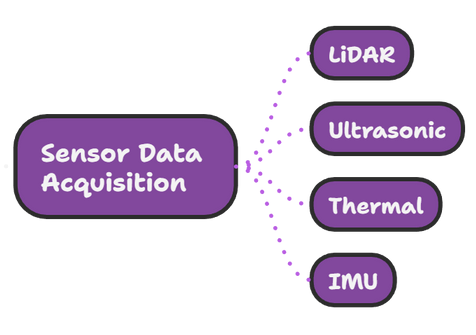 Sensor Data
Acquisition
LiDAR
Ultrasonic
Thermal
IMU